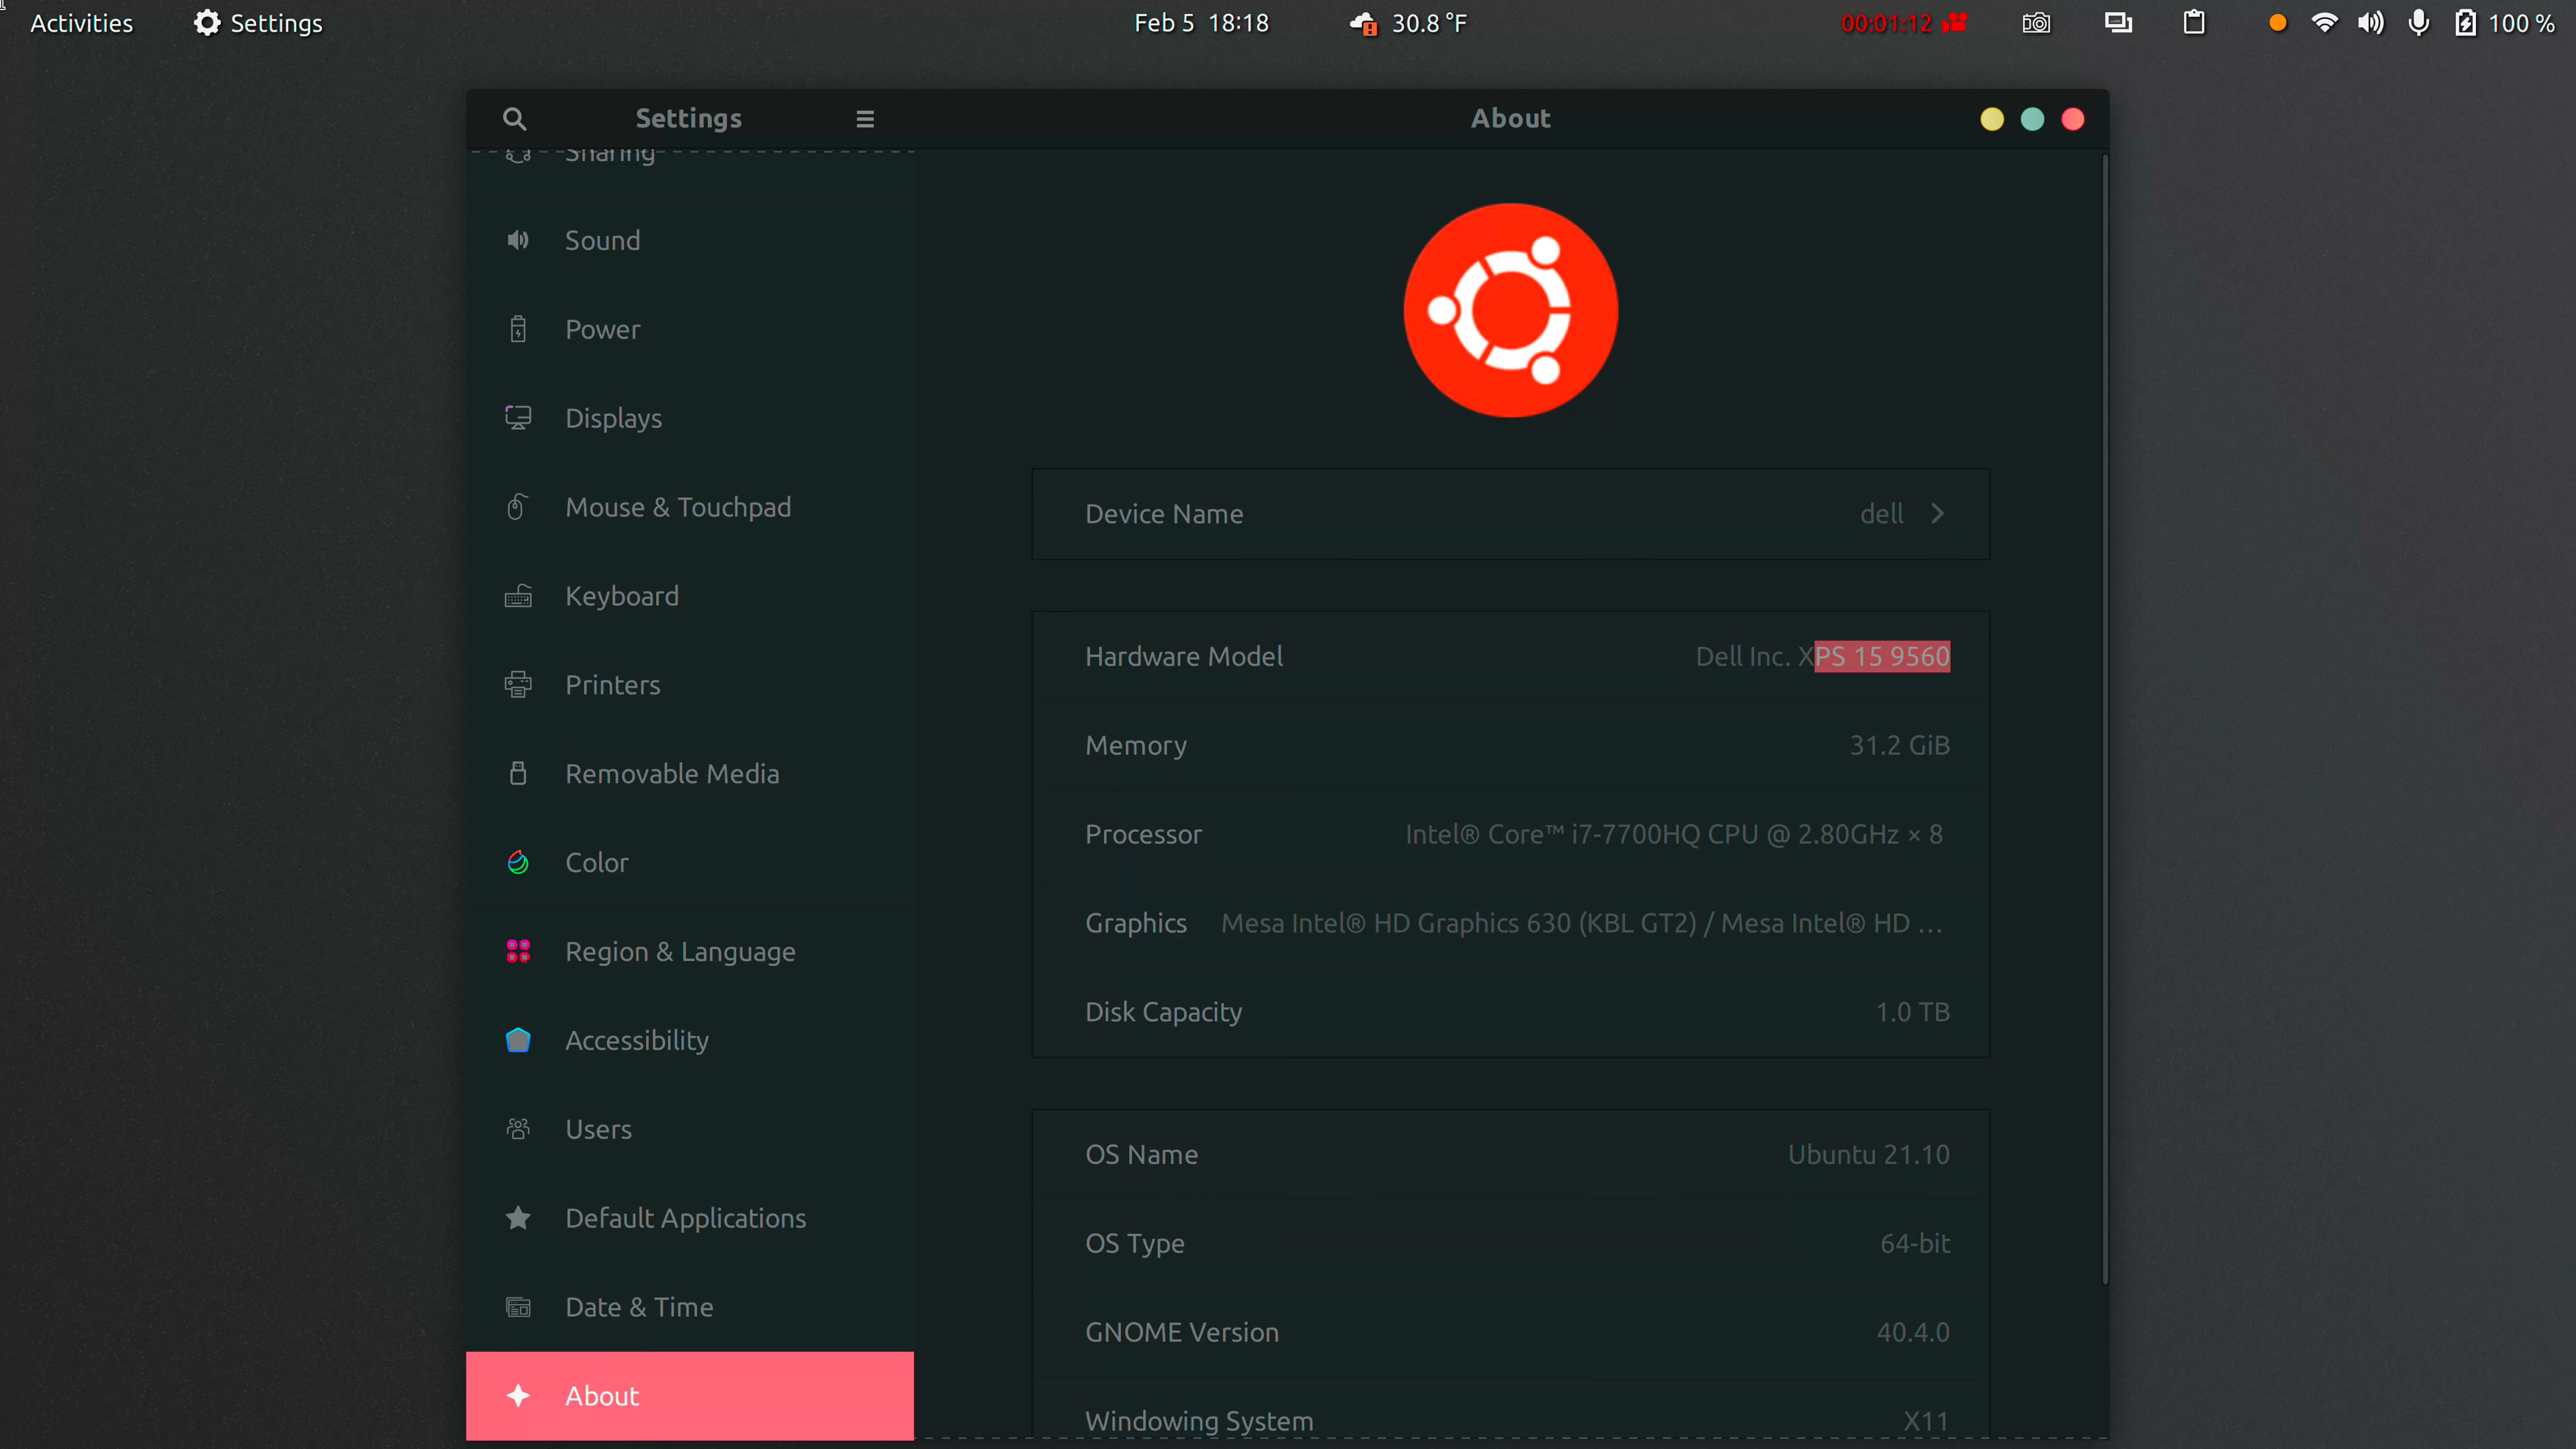 Activities Settings Feb 5 18:18 30.8 °F 00:01:12 100 %
Settings About
Sharing
Sound
Power
Displays
Mouse & Touchpad
Keyboard
Printers
Removable Media
Color
Region & Language
Accessibility
Users
Default Applications
Date & Time
About
Device Name dell
Hardware Model Dell Inc. XPS 15 9560
Memory 31.2 GiB
Processor Intel® Core™ i7-7700HQ CPU @ 2.80GHz × 8
Graphics Mesa Intel® HD Graphics 630 (KBL GT2) / Mesa Intel® HD …
Disk Capacity 1.0 TB
OS Name Ubuntu 21.10
OS Type 64-bit
GNOME Version 40.4.0
Windowing System X11